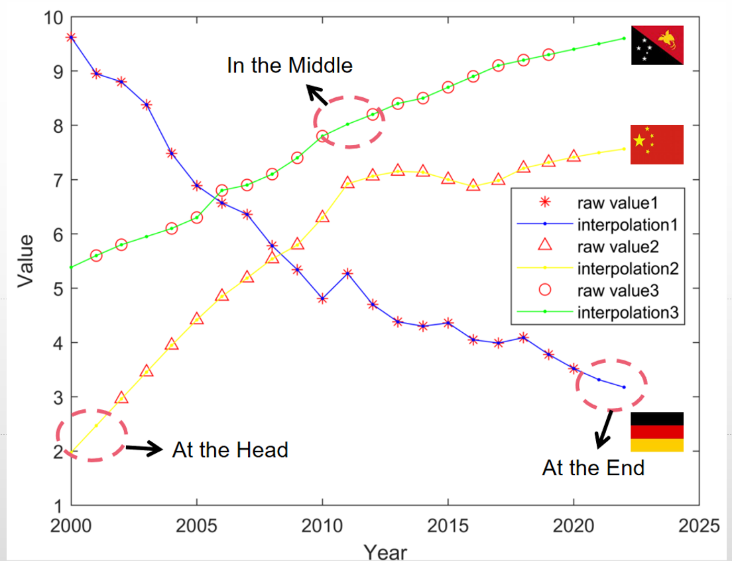 10
9
8
7
6
5
4
3
2
1
Value
2000
2005
2010
2015
2020
2025
Year
In the Middle
At the Head
At the End
raw value1
interpolation1
raw value2
interpolation2
raw value3
interpolation3